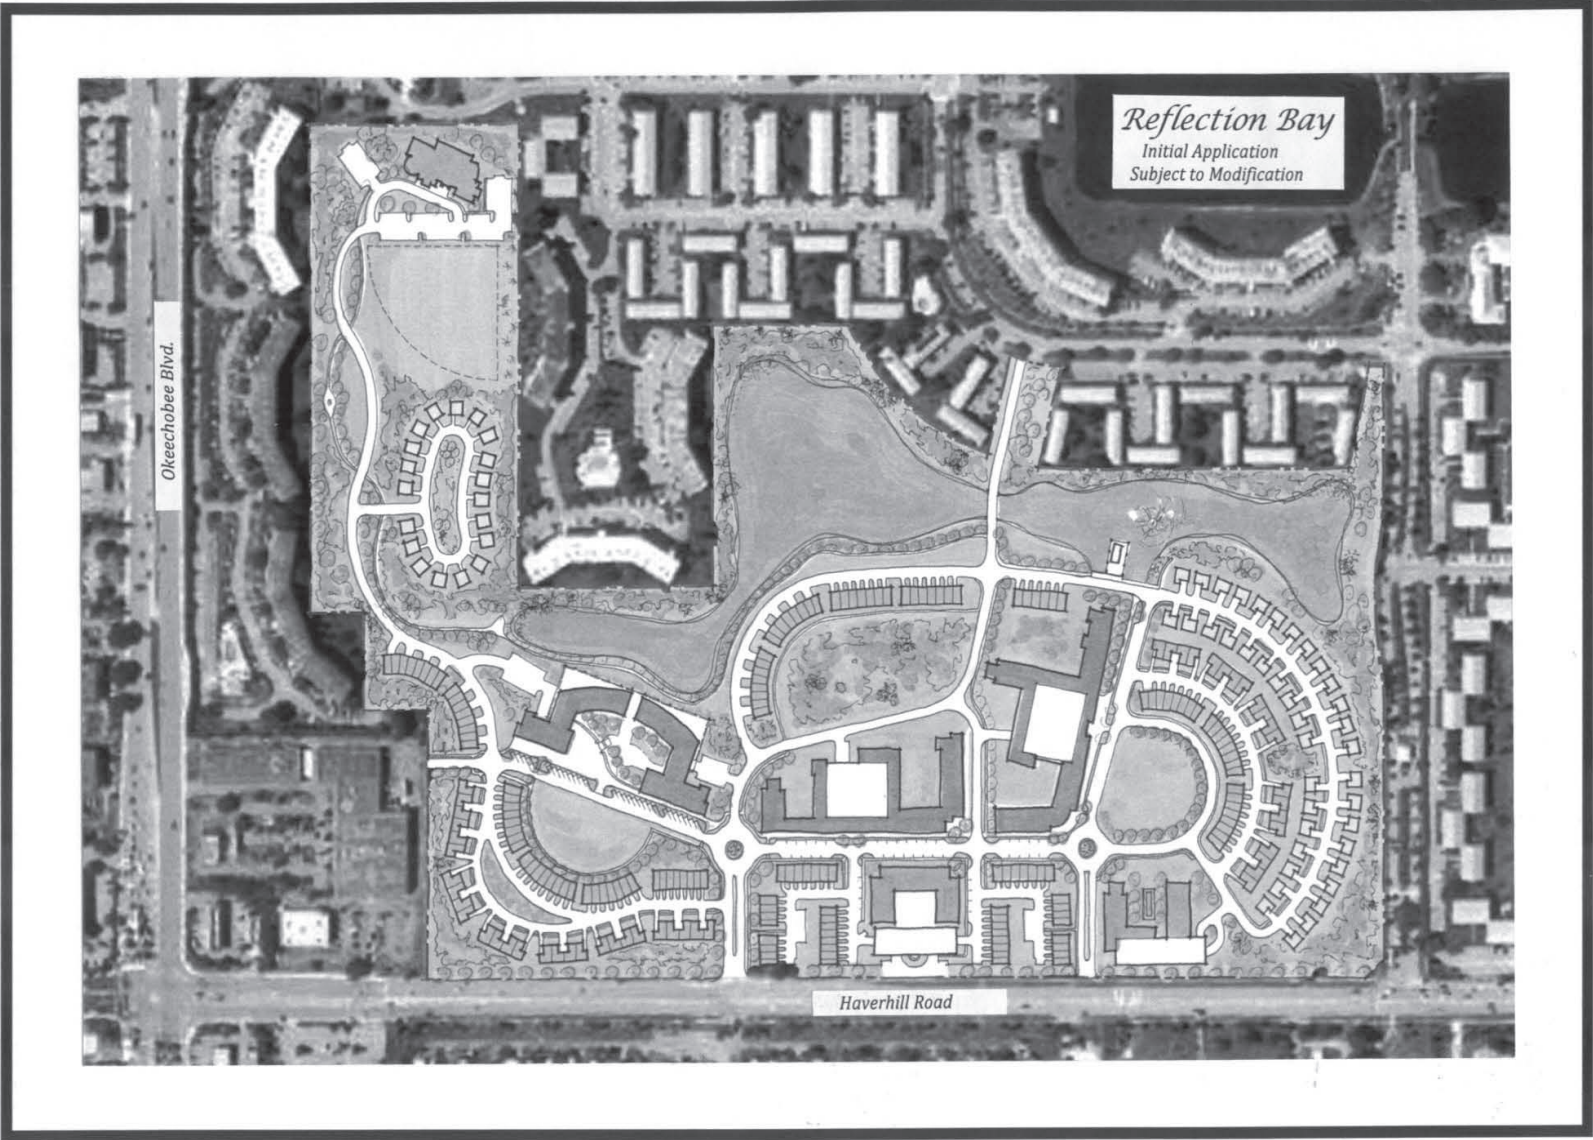 Reflection Bay
Initial Application
Subject to Modification
Okeechobee Blvd.
Haverhill Road